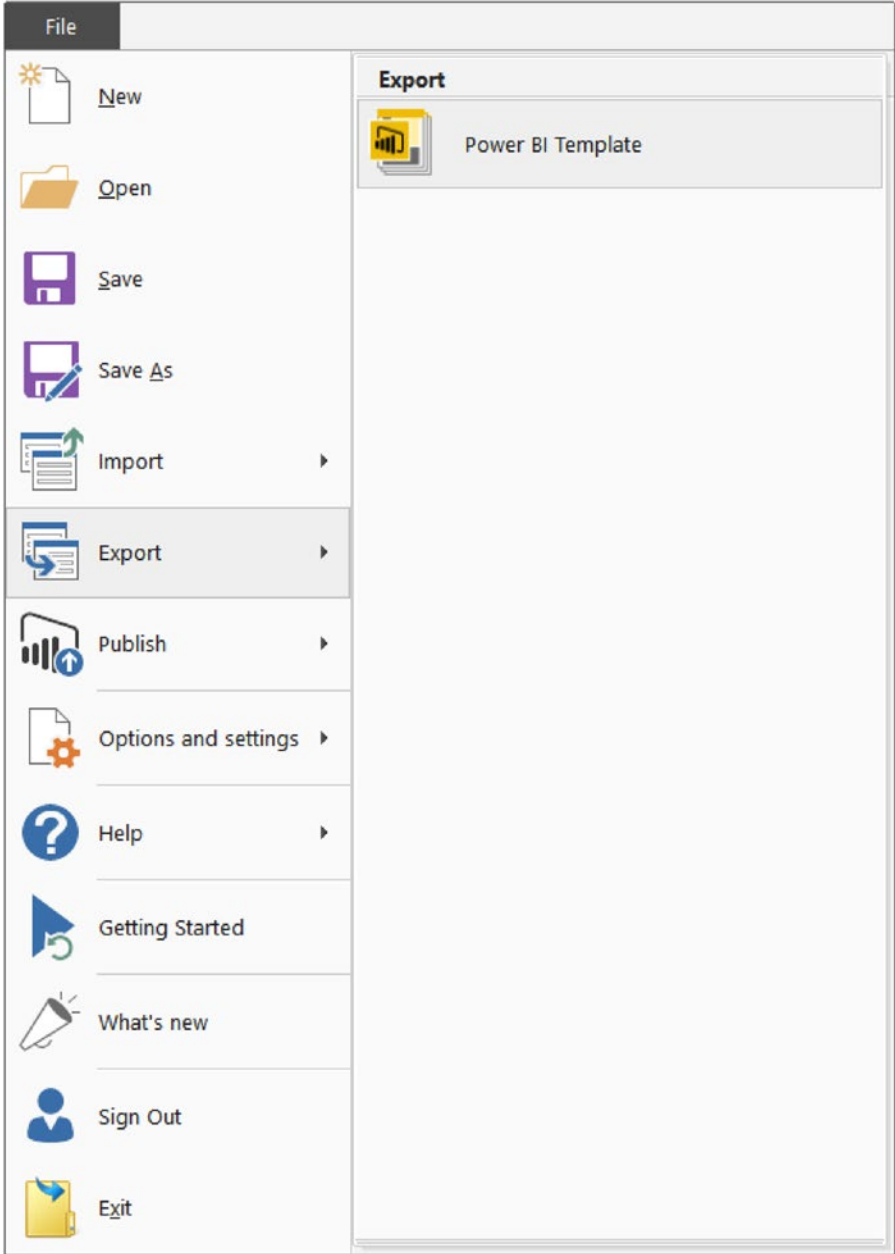 File
New
Open
Save
Save As
Import
Export
Publish
Options and settings
Help
Getting Started
What's new
Sign Out
Exit
Export
Power BI Template